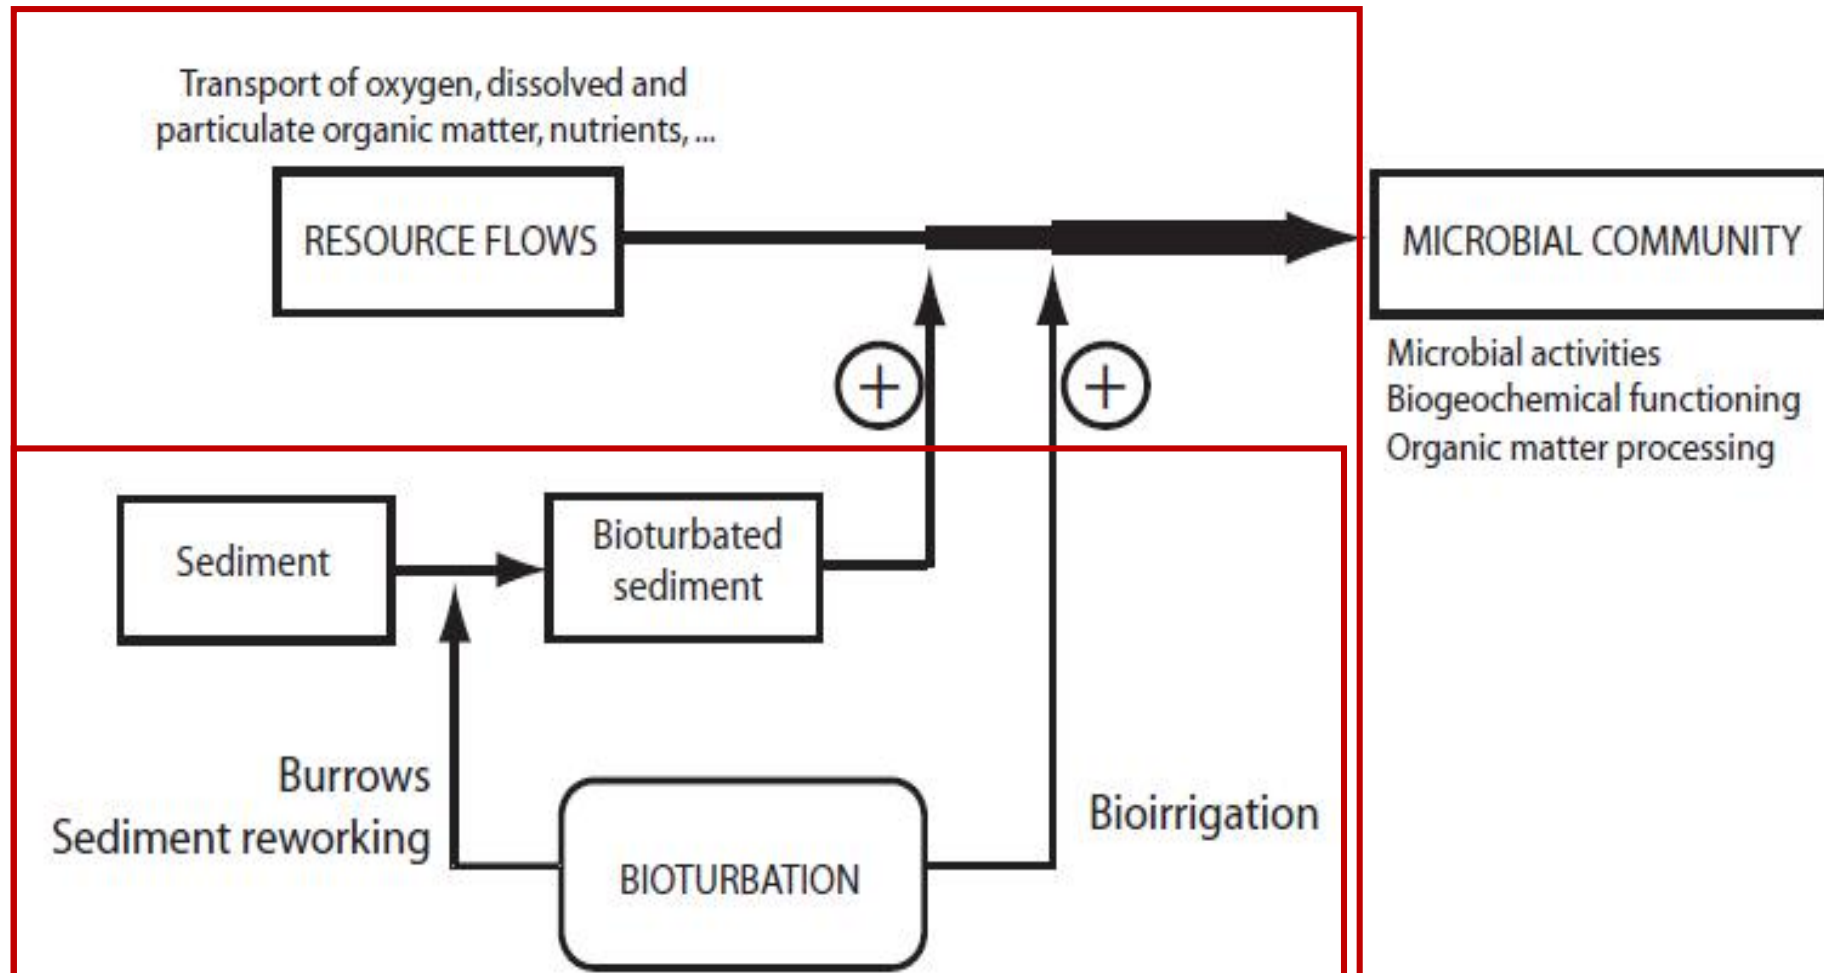 Transport of oxygen, dissolved and
particulate organic matter, nutrients, ...
RESOURCE FLOWS
MICROBIAL COMMUNITY
Microbial activities
Biogeochemical functioning
Organic matter processing
+
+
Sediment
Bioturbated
sediment
Burrows
Sediment reworking
BIOTURBATION
Bioirrigation